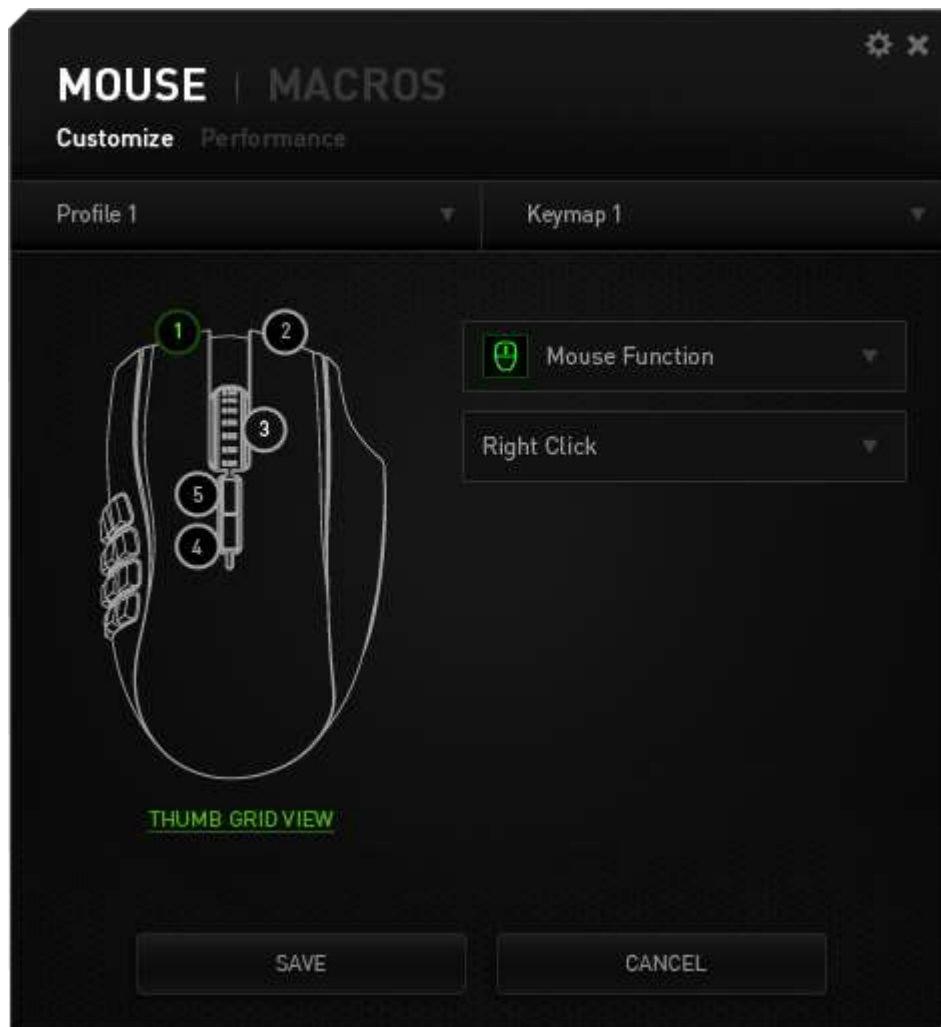 MOUSE | MACROS
Customize Performance
Profile 1 Keymap 1
1 2
Mouse Function
3
Right Click
5
4
THUMB GRID VIEW
SAVE CANCEL